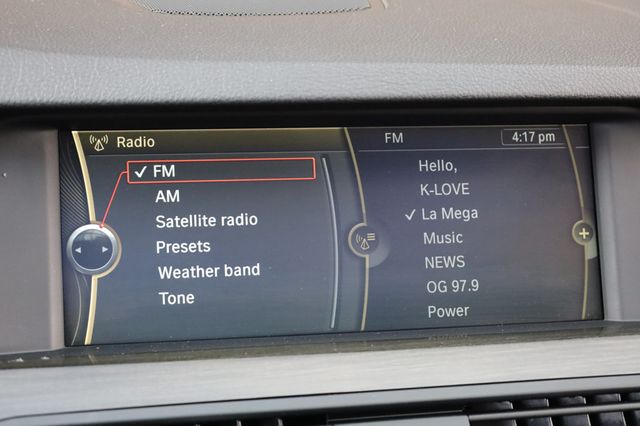 Radio
✓ FM
AM
Satellite radio
Presets
Weather band
Tone
FM
4:17 pm
Hello,
K-LOVE
✓ La Mega
Music
NEWS
OG 97.9
Power